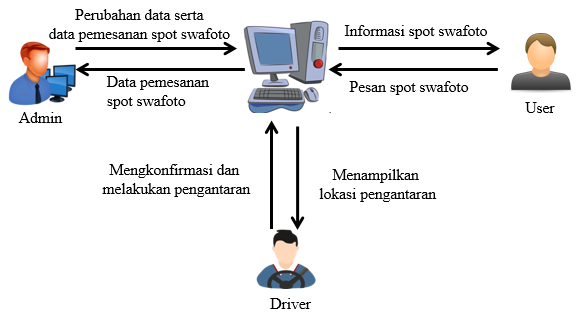 Perubahan data serta
data pemesanan spot swafoto
Data pemesanan
spot swafoto
Admin
Informasi spot swafoto
Pesan spot swafoto
User
Mengkonfirmasi dan
melakukan pengantaran
Menampilkan
lokasi pengantaran
Driver